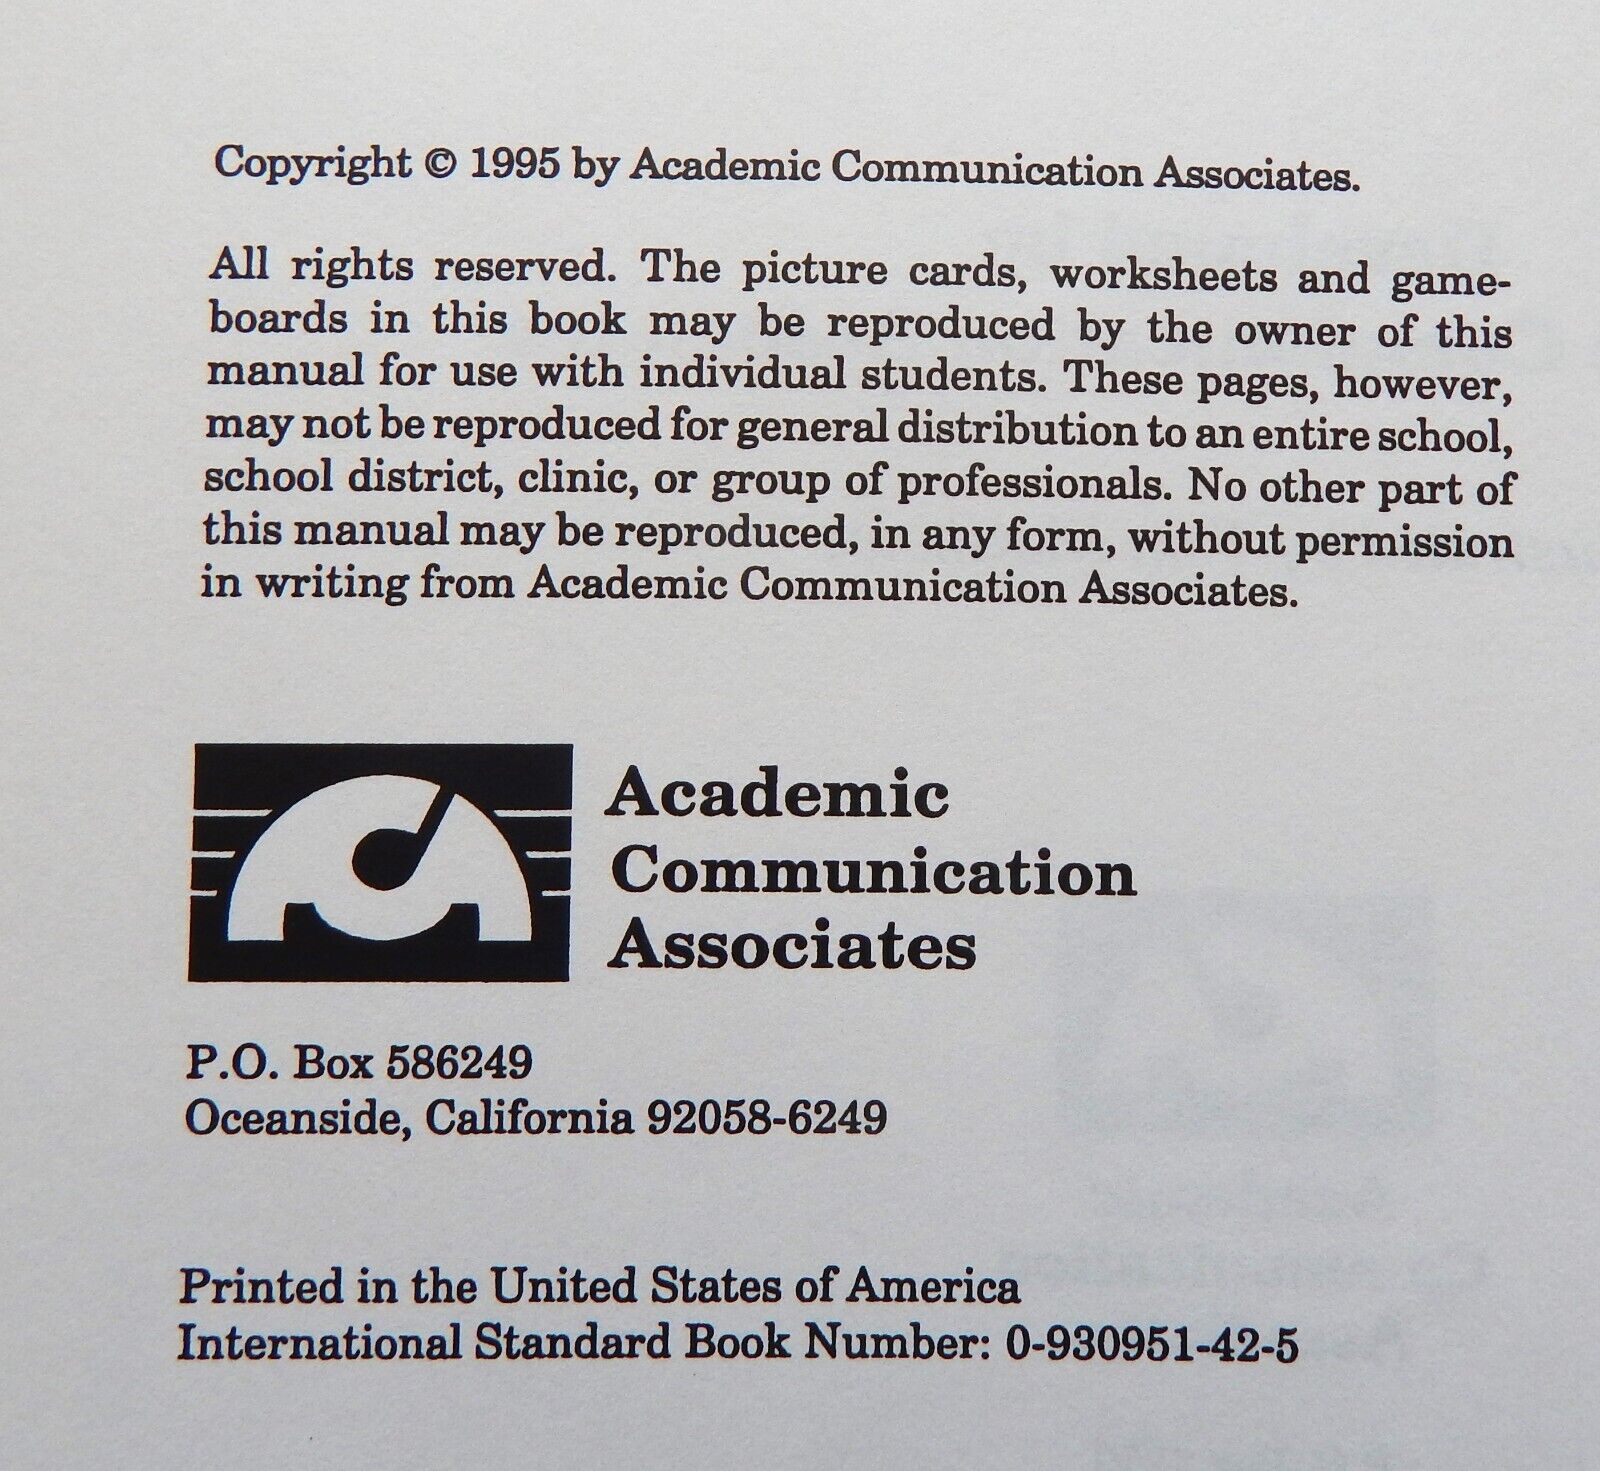 Copyright © 1995 by Academic Communication Associates.
All rights reserved. The picture cards, worksheets and game-
boards in this book may be reproduced by the owner of this
manual for use with individual students. These pages, however,
may not be reproduced for general distribution to an entire school,
school district, clinic, or group of professionals. No other part of
this manual may be reproduced, in any form, without permission
in writing from Academic Communication Associates.
Academic
Communication
Associates
P.O. Box 586249
Oceanside, California 92058-6249
Printed in the United States of America
International Standard Book Number: 0-930951-42-5